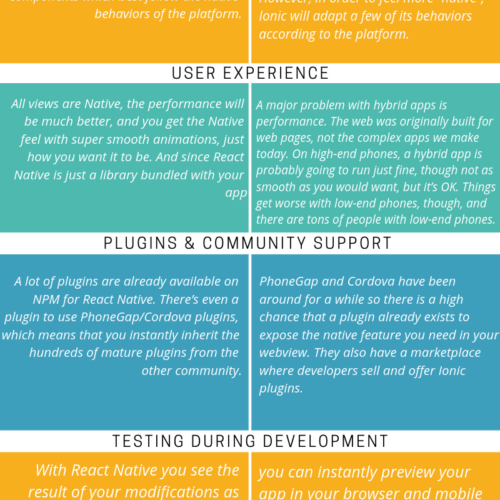 behaviors of the platform.
Ionic will adapt a few of its behaviors
according to the platform.
USER EXPERIENCE
All views are Native, the performance will
be much better, and you get the Native
feel with super smooth animations, just
how you want it to be. And since React
Native is just a library bundled with your
app
A major problem with hybrid apps is
performance. The web was originally built for
web pages, not the complex apps we make
today. On high-end phones, a hybrid app is
probably going to run just fine, though not as
smooth as you would want, but it's OK. Things
get worse with low-end phones, though, and
there are tons of people with low-end phones.
PLUGINS & COMMUNITY SUPPORT
A lot of plugins are already available on
NPM for React Native. There's even a
plugin to use PhoneGap/Cordova plugins,
which means that you instantly inherit the
hundreds of mature plugins from the
other community.
PhoneGap and Cordova have been
around for a while so there is a high
chance that a plugin already exists to
expose the native feature you need in your
webview. They also have a marketplace
where developers sell and offer Ionic
plugins.
TESTING DURING DEVELOPMENT
With React Native you see the
result of your modifications as
you can instantly preview your
app in your browser and mobile